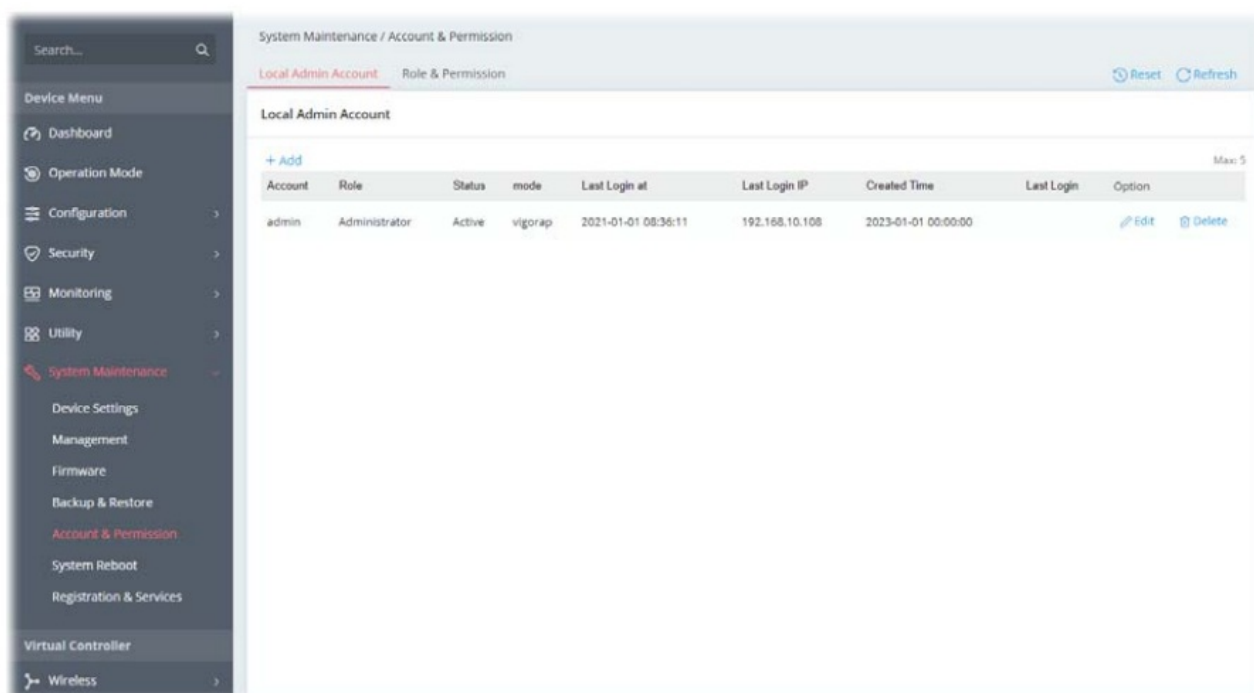 Search...
Device Menu
Dashboard
Operation Mode
Configuration
Security
Monitoring
Utility
System Maintenance
Device Settings
Management
Firmware
Backup & Restore
Account & Permission
System Reboot
Registration & Services
Virtual Controller
Wireless
System Maintenance / Account & Permission
Local Admin Account Role & Permission Reset Refresh
Local Admin Account
+ Add Max: 5
Account Role Status mode Last Login at Last Login IP Created Time Last Login Option
admin Administrator Active vigorap 2021-01-01 08:36:11 192.168.10.108 2023-01-01 00:00:00 Edit Delete